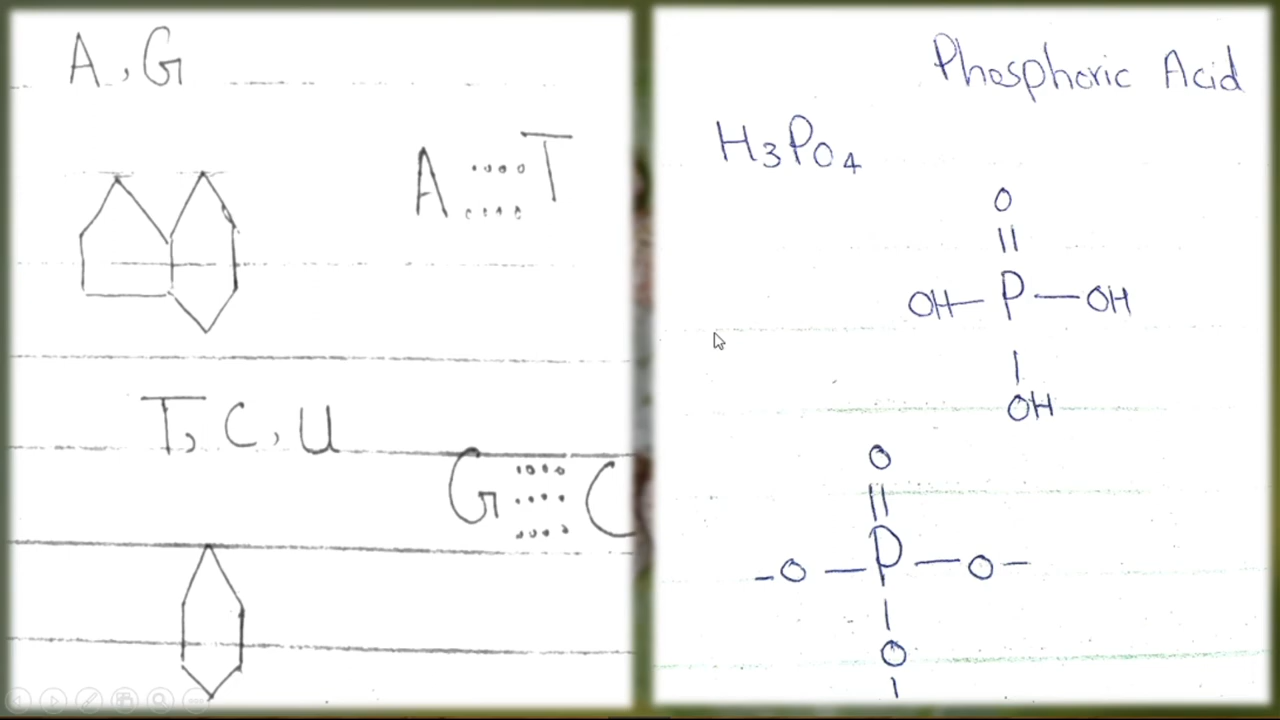 A, G
A :::: T
T, C, U
G :::: C
Phosphoric Acid
H3PO4
O
||
OH — P — OH
|
OH
O
||
-O — P — O-
|
O
|